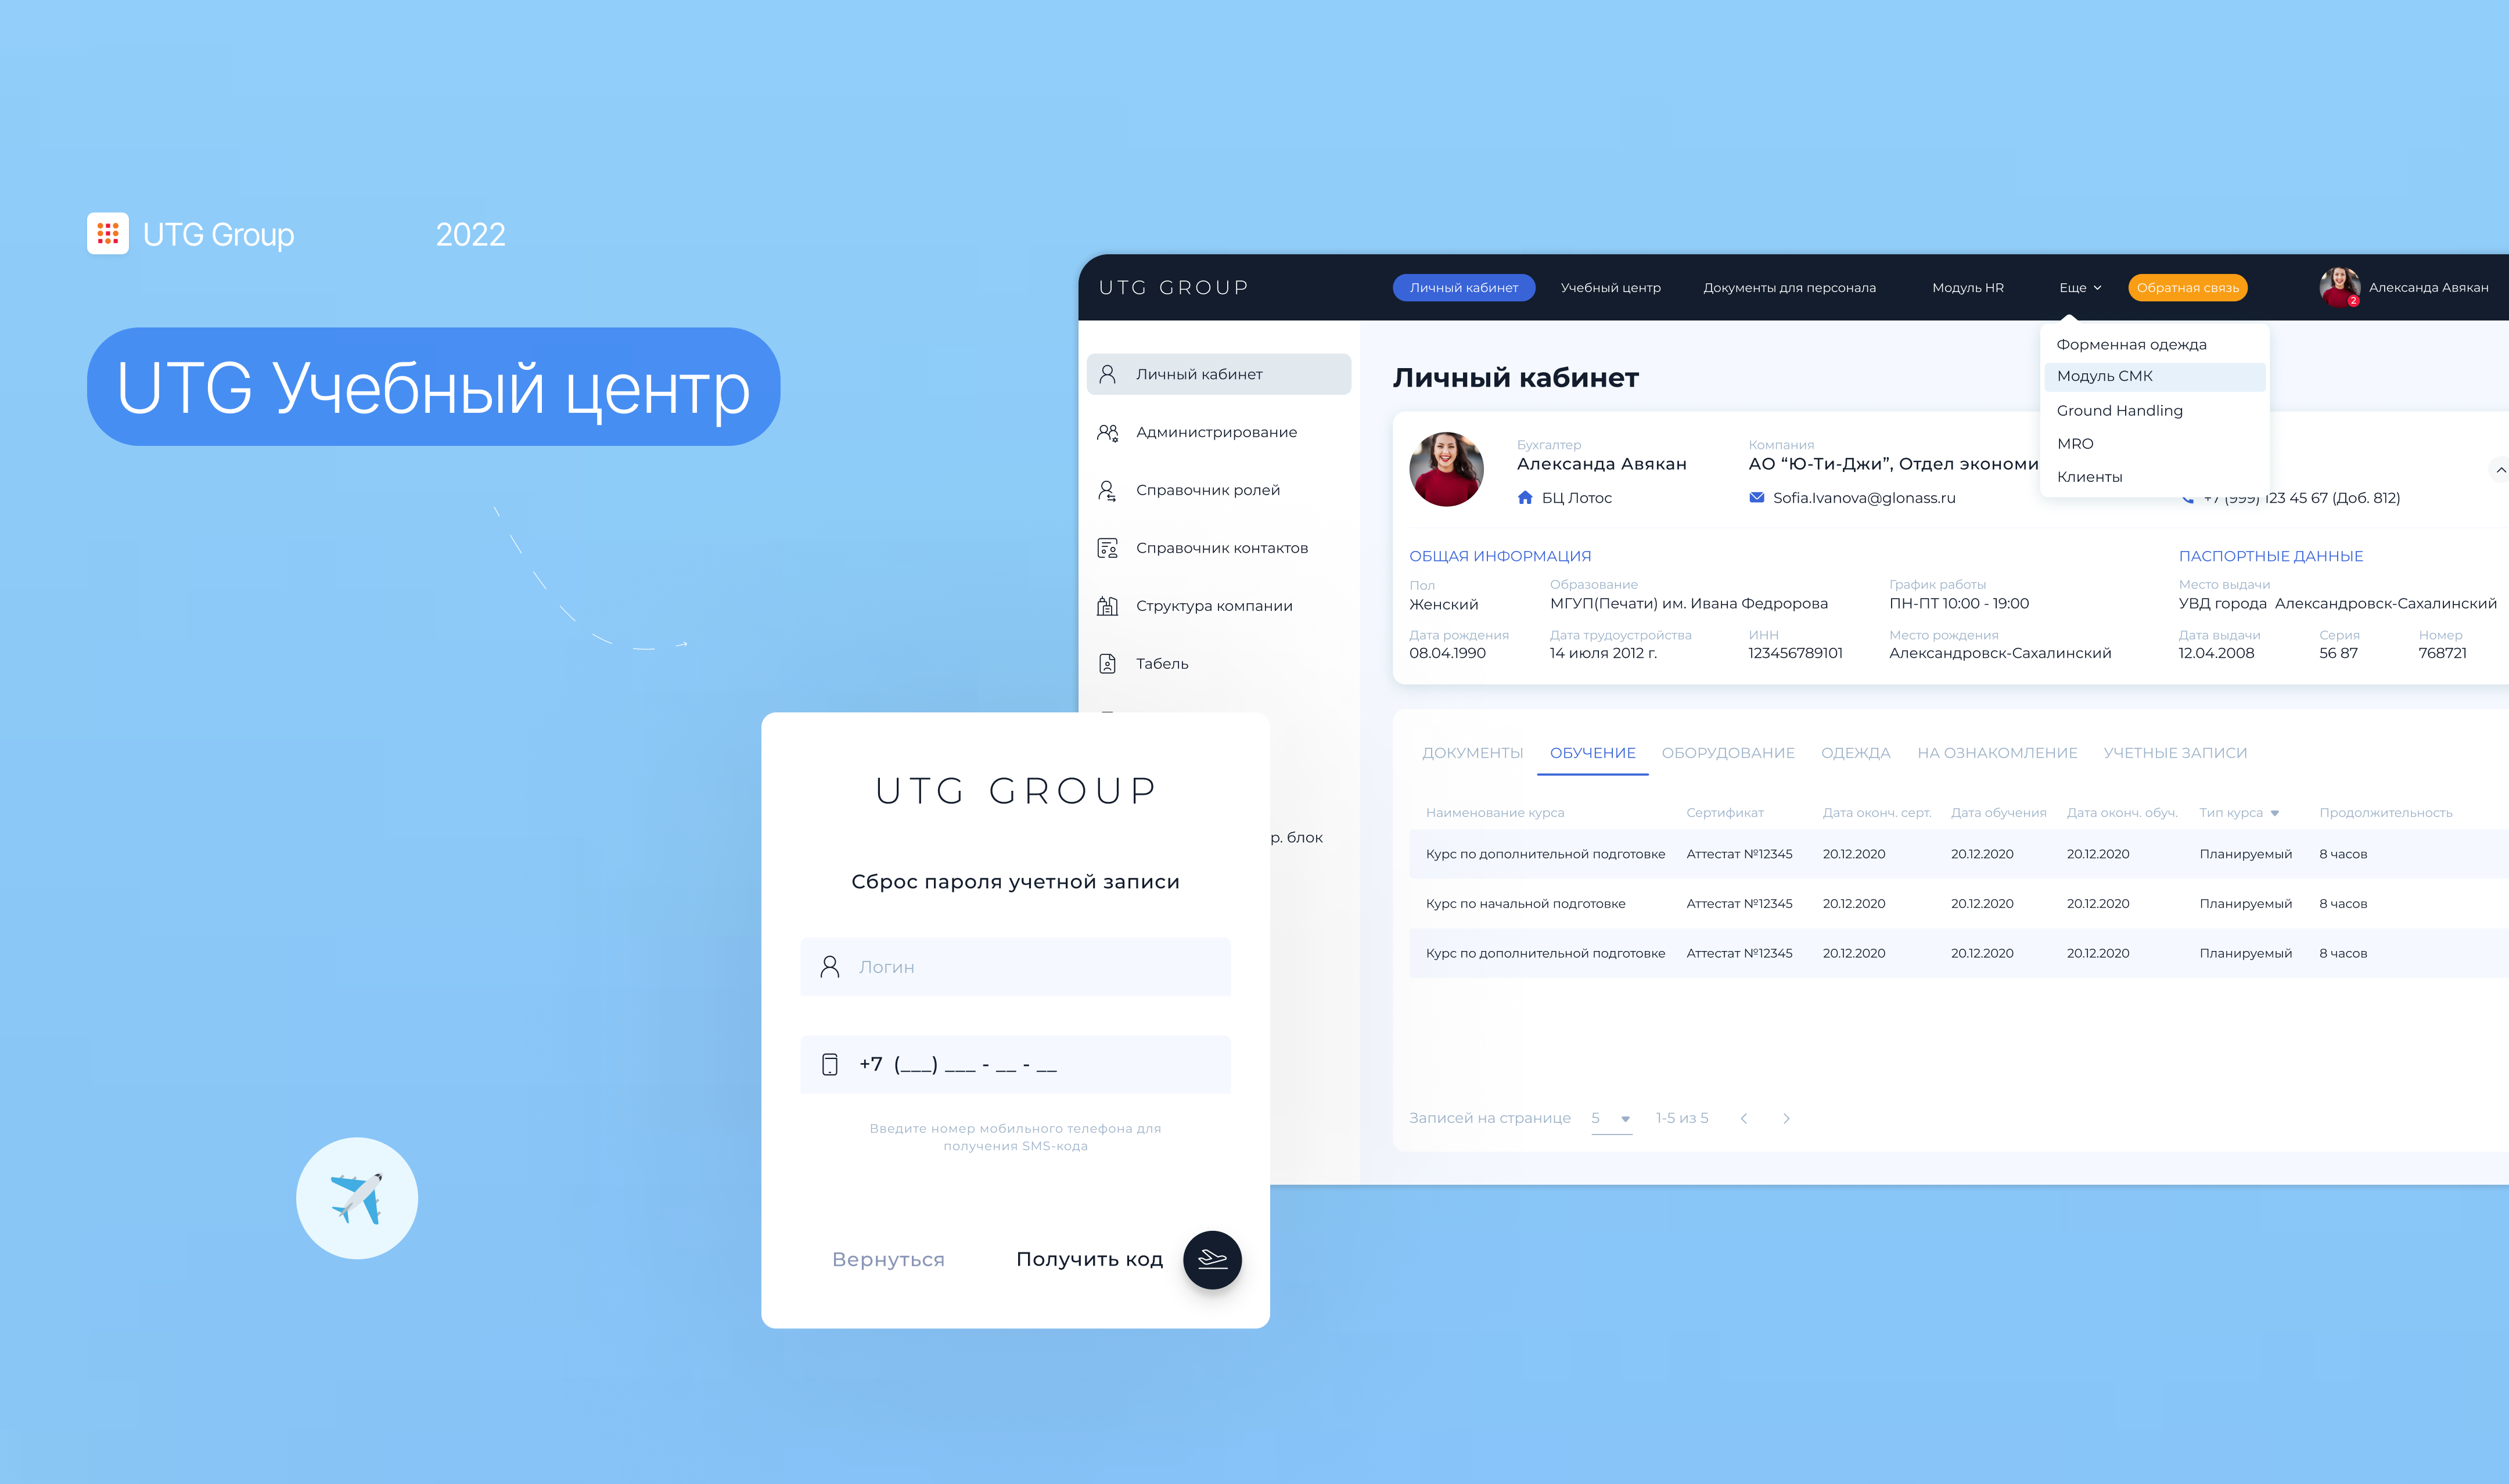 UTG Group
2022
UTG Учебный центр
UTG GROUP
Личный кабинет
Учебный центр
Документы для персонала
Модуль HR
Еще
Обратная связь
2
Александа Авякан
Форменная одежда
Модуль СМК
Ground Handling
MRO
Клиенты
Личный кабинет
Администрирование
Справочник ролей
Справочник контактов
Структура компании
Табель
р. блок
Личный кабинет
Бухгалтер
Александа Авякан
БЦ Лотос
Компания
АО “Ю-Ти-Джи”, Отдел экономи
Sofia.Ivanova@glonass.ru
+7 (999) 123 45 67 (Доб. 812)
ОБЩАЯ ИНФОРМАЦИЯ
Пол
Женский
Образование
МГУП(Печати) им. Ивана Федророва
График работы
ПН-ПТ 10:00 - 19:00
Дата рождения
08.04.1990
Дата трудоустройства
14 июля 2012 г.
ИНН
123456789101
Место рождения
Александровск-Сахалинский
ПАСПОРТНЫЕ ДАННЫЕ
Место выдачи
УВД города Александровск-Сахалинский
Дата выдачи
12.04.2008
Серия
56 87
Номер
768721
ДОКУМЕНТЫ ОБУЧЕНИЕ ОБОРУДОВАНИЕ ОДЕЖДА НА ОЗНАКОМЛЕНИЕ УЧЕТНЫЕ ЗАПИСИ
Наименование курса Сертификат Дата оконч. серт. Дата обучения Дата оконч. обуч. Тип курса Продолжительность
Курс по дополнительной подготовке Аттестат №12345 20.12.2020 20.12.2020 20.12.2020 Планируемый 8 часов
Курс по начальной подготовке Аттестат №12345 20.12.2020 20.12.2020 20.12.2020 Планируемый 8 часов
Курс по дополнительной подготовке Аттестат №12345 20.12.2020 20.12.2020 20.12.2020 Планируемый 8 часов
Записей на странице 5 1-5 из 5
UTG GROUP
Сброс пароля учетной записи
Логин
+7 (___) ___ - __ - __
Введите номер мобильного телефона для
получения SMS-кода
Вернуться
Получить код